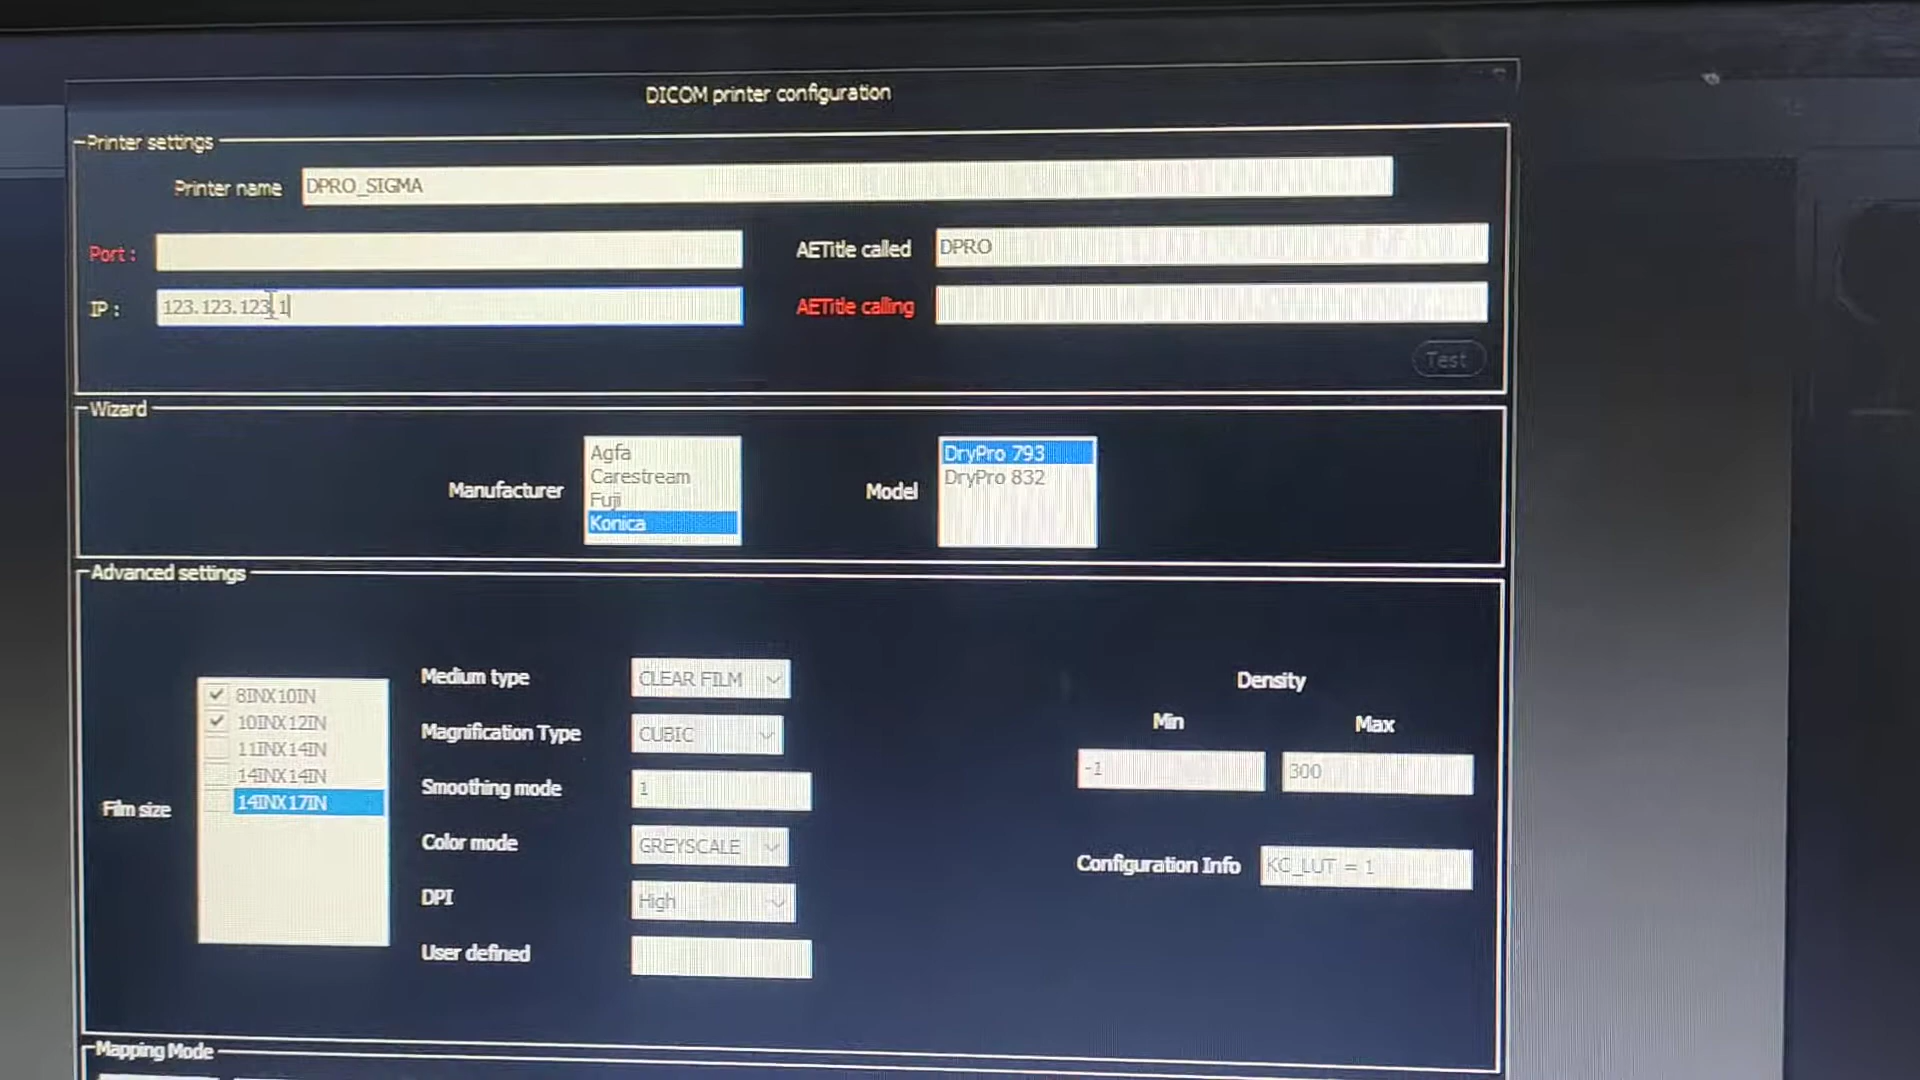 DICOM printer configuration
Printer settings
Printer name DPRO_SIGMA
Port : AETitle called DPRO
IP : 123.123.123.1 AETitle calling
Test
Wizard
Manufacturer Agfa Carestream Fuji Konica
Model DryPro 793 DryPro 832
Advanced settings
Film size 8INX10IN 10INX12IN 11INX14IN 14INX14IN 14INX17IN
Medium type CLEAR FILM
Magnification Type CUBIC
Smoothing mode 1
Color mode GREYSCALE
DPI High
User defined
Density
Min Max
-1 300
Configuration Info KC_LUT = 1
Mapping Mode